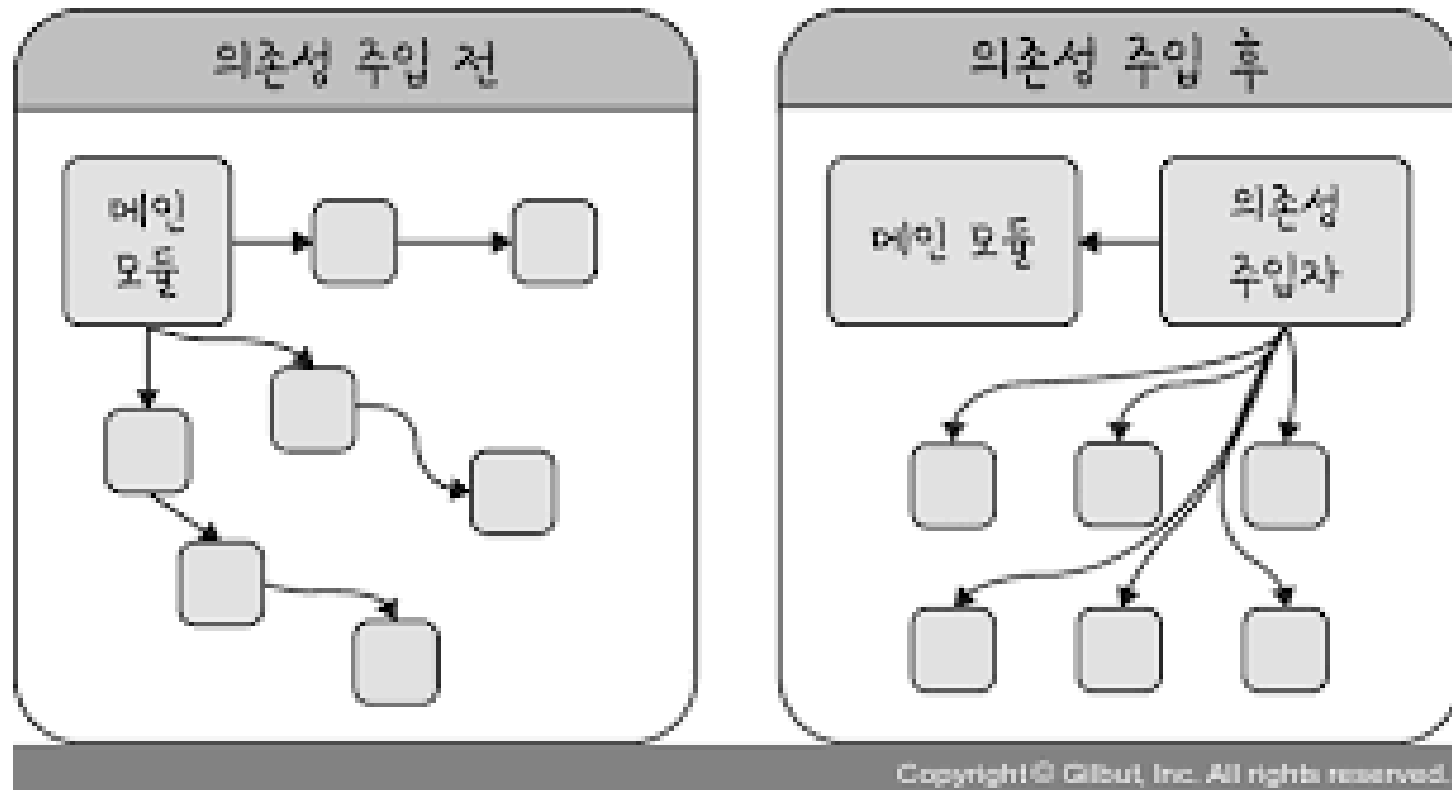 의존성 주입 전
의존성 주입 후
메인
모듈
메인 모듈
의존성
주입자
Copyright© Gilbut, Inc. All rights reserved.